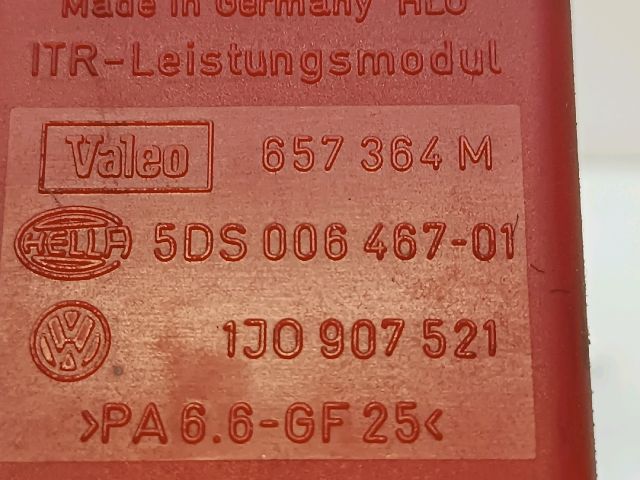 Made in Germany HLO
ITR-Leistungsmodul
Valeo 657 364 M
HELLA 5DS 006 467-01
VW 1J0 907 521
>PA 6.6-GF 25<